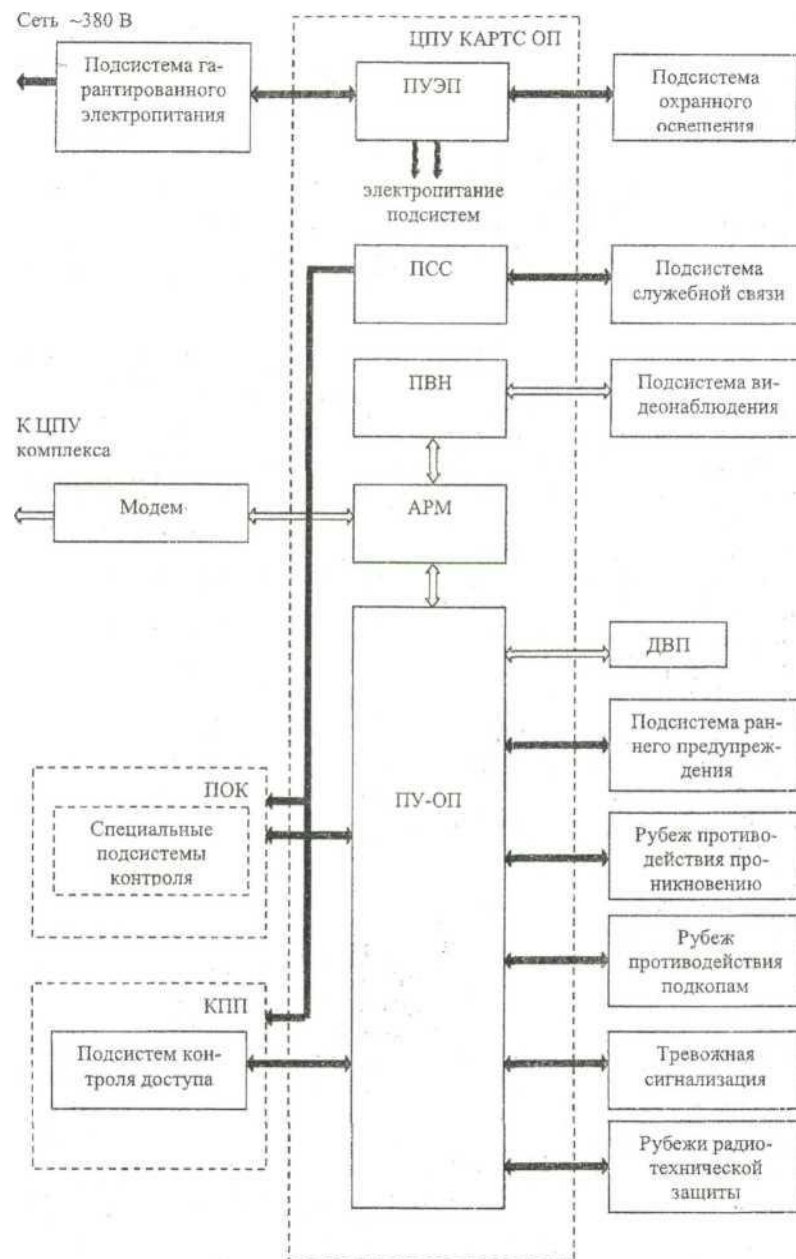 Сеть ~380 В
ЦПУ КАРТС ОП
Подсистема га-
рантированного
электропитания
ПУЭП
Подсистема
охранного
освещения
электропитание
подсистем
ПСС
Подсистема
служебной связи
ПВН
Подсистема ви-
деонаблюдения
К ЦПУ
комплекса
Модем
АРМ
ДВП
Подсистема ран-
него предупреж-
дения
ПОК
Специальные
подсистемы
контроля
ПУ-ОП
Рубеж противо-
действия про-
никновению
Рубеж
противодействия
подкопам
КПП
Подсистем кон-
троля доступа
Тревожная
сигнализация
Рубежи радио-
технической
защиты